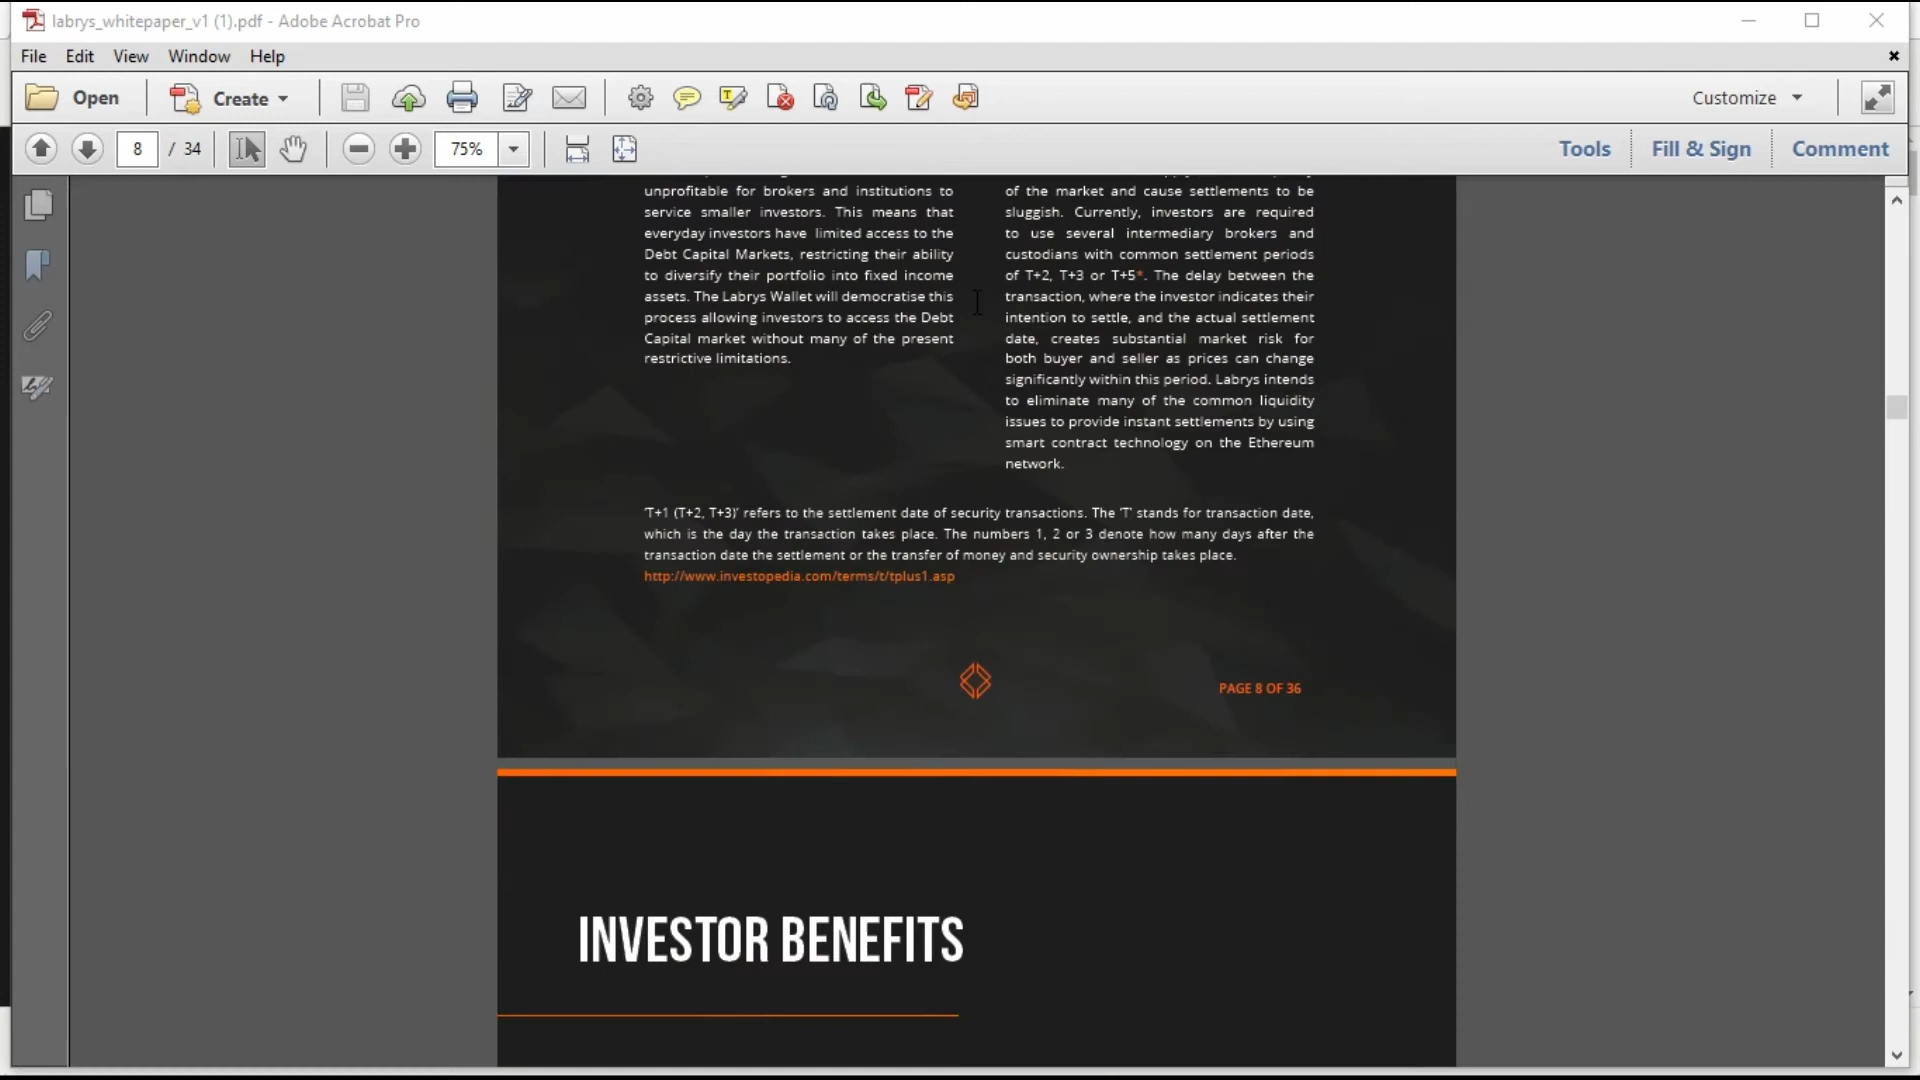 labrys_whitepaper_v1 (1).pdf - Adobe Acrobat Pro
File Edit View Window Help
Open Create Customize
8 / 34 75% Tools Fill & Sign Comment
unprofitable for brokers and institutions to
service smaller investors. This means that
everyday investors have limited access to the
Debt Capital Markets, restricting their ability
to diversify their portfolio into fixed income
assets. The Labrys Wallet will democratise this
process allowing investors to access the Debt
Capital market without many of the present
restrictive limitations.
of the market and cause settlements to be
sluggish. Currently, investors are required
to use several intermediary brokers and
custodians with common settlement periods
of T+2, T+3 or T+5*. The delay between the
transaction, where the investor indicates their
intention to settle, and the actual settlement
date, creates substantial market risk for
both buyer and seller as prices can change
significantly within this period. Labrys intends
to eliminate many of the common liquidity
issues to provide instant settlements by using
smart contract technology on the Ethereum
network.
'T+1 (T+2, T+3)' refers to the settlement date of security transactions. The 'T' stands for transaction date,
which is the day the transaction takes place. The numbers 1, 2 or 3 denote how many days after the
transaction date the settlement or the transfer of money and security ownership takes place.
http://www.investopedia.com/terms/t/tplus1.asp
PAGE 8 OF 36
INVESTOR BENEFITS